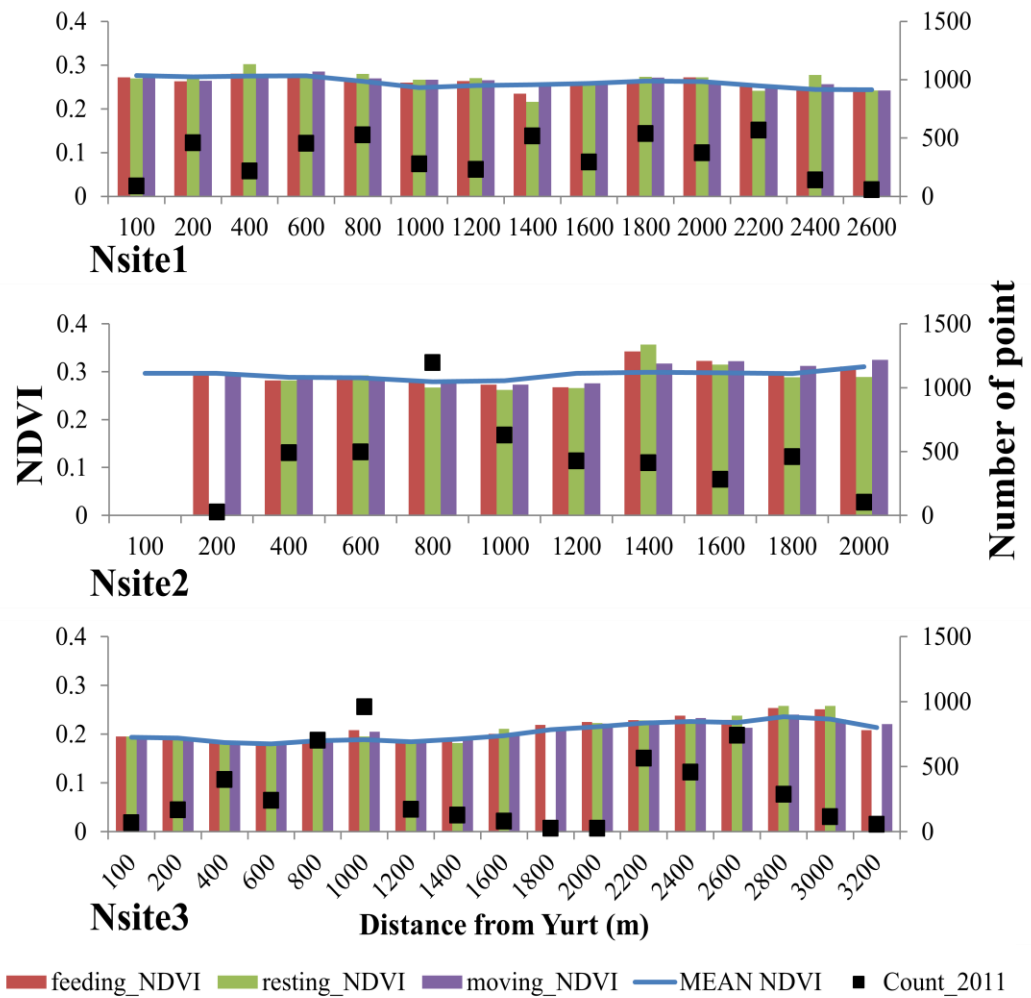 0.4
0.3
0.2
0.1
0
1500
1000
500
0
100 200 400 600 800 1000 1200 1400 1600 1800 2000 2200 2400 2600
Nsite1
NDVI
Number of point
0.4
0.3
0.2
0.1
0
1500
1000
500
0
100 200 400 600 800 1000 1200 1400 1600 1800 2000
Nsite2
0.4
0.3
0.2
0.1
0
1500
1000
500
0
100 200 400 600 800 1000 1200 1400 1600 1800 2000 2200 2400 2600 2800 3000 3200
Nsite3
Distance from Yurt (m)
feeding_NDVI resting_NDVI moving_NDVI MEAN NDVI Count_2011